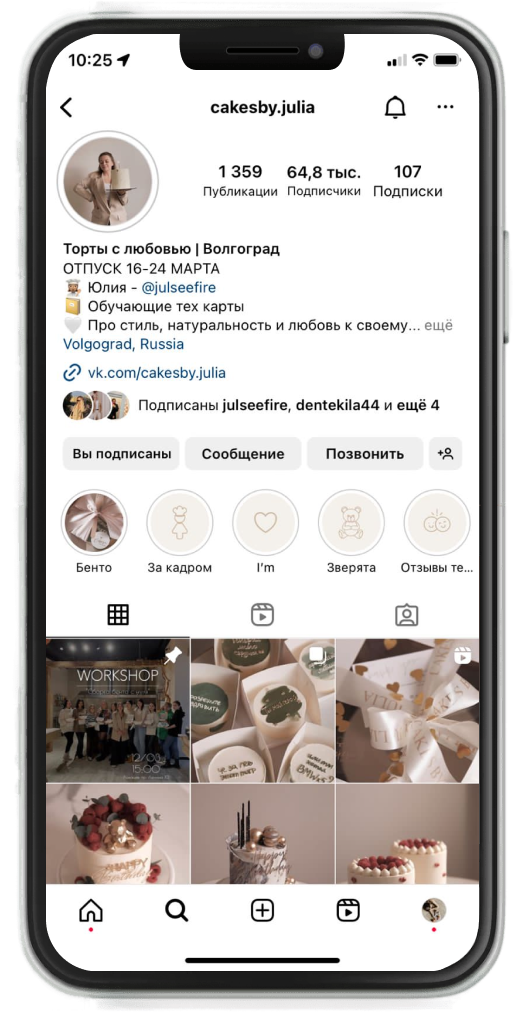 10:25
cakesby.julia
1 359 64,8 тыс. 107
Публикации Подписчики Подписки
Торты с любовью | Волгоград
ОТПУСК 16-24 МАРТА
Юлия - @julseefire
Обучающие тех карты
Про стиль, натуральность и любовь к своему... ещё
Volgograd, Russia
vk.com/cakesby.julia
Подписаны julseefire, dentekila44 и ещё 4
Вы подписаны Сообщение Позвонить
Бенто За кадром I'm Зверята Отзывы те...
WORKSHOP
12/03
15:00
HAPPY